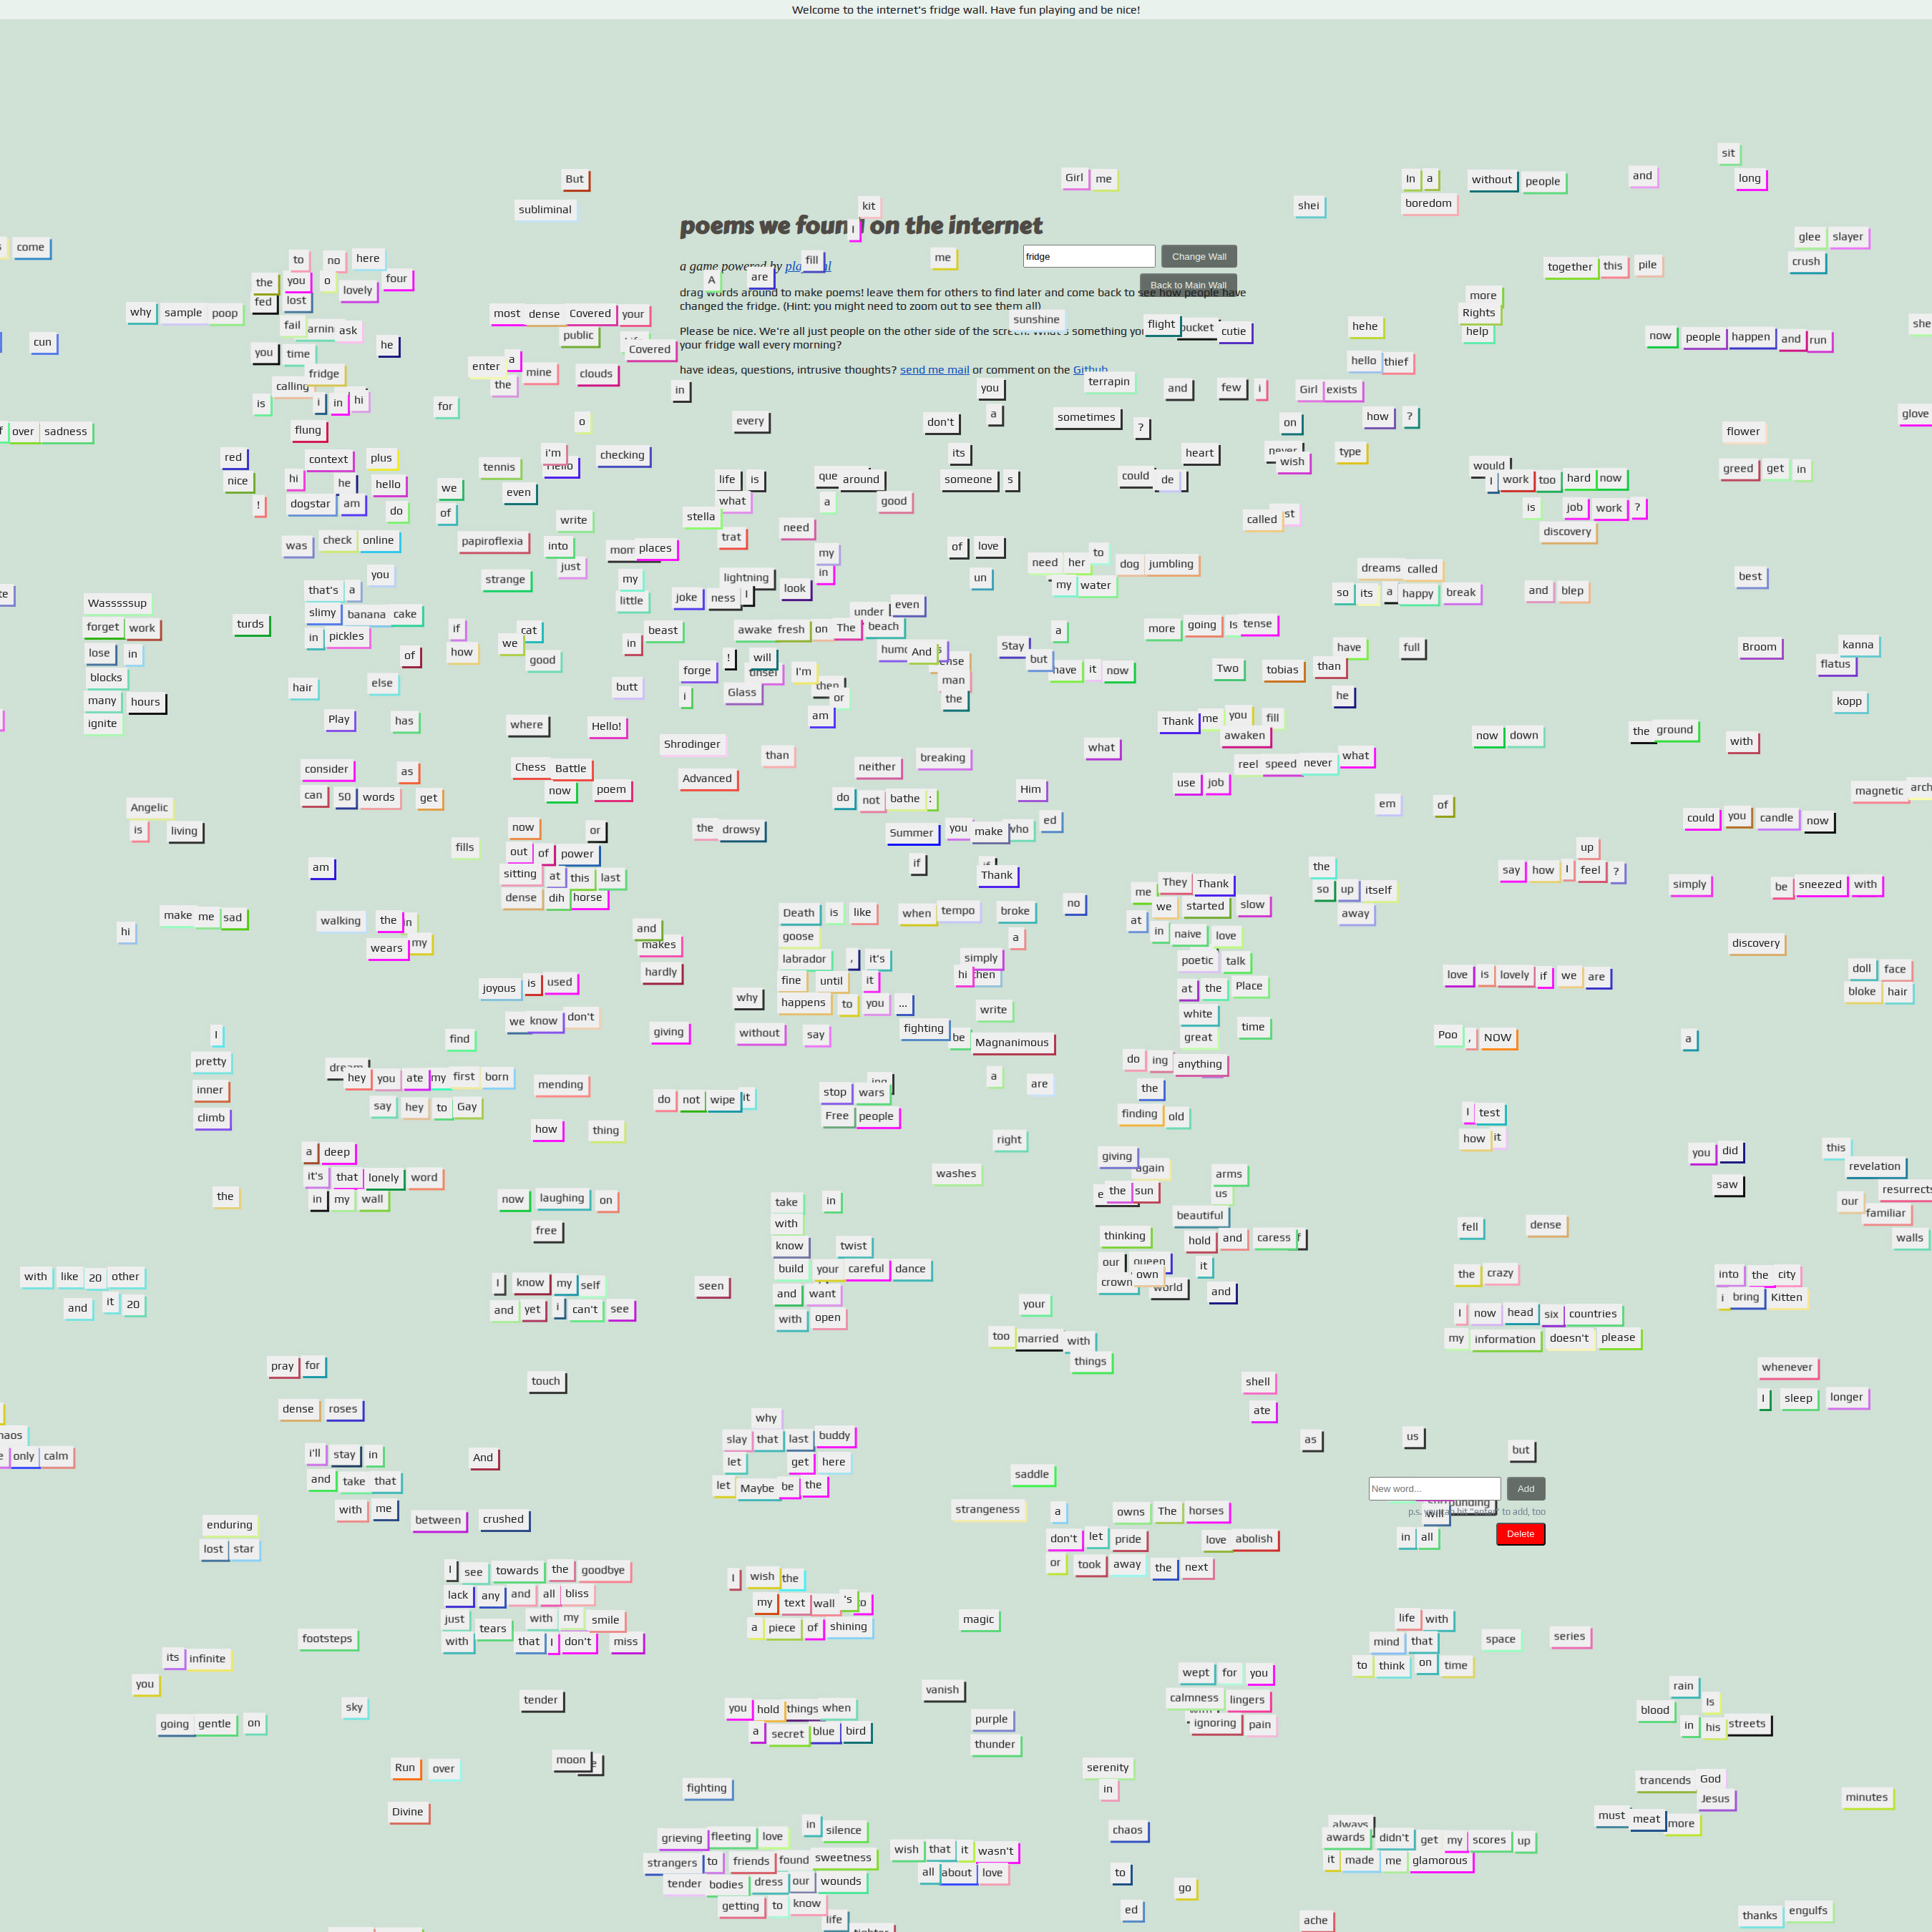 Welcome to the internet's fridge wall. Have fun playing and be nice!
sit
But Girl me In a without people and long
subliminal kit shei boredom
poems we found on the internet
I
glee slayer
come
to no here fill me fridge Change Wall
crush
together this pile
a game powered by
the you o lovely four A are Back to Main Wall
drag words around to make poems! leave them for others to find later and come back to see how people have
changed the fridge. (Hint: you might need to zoom out to see them all)
fed lost more
Rights
help
why sample poop most dense Covered your sunshine flight bucket cutie hehe
fail ask public
Please be nice. We're all just people on the other side of the screen. What's something you
your fridge wall every morning?
cun he Covered now people happen and run
you time
enter a mine clouds hello thief
the
have ideas, questions, intrusive thoughts? send me mail or comment on the Github
fridge
calling in you terrapin and few i Girl exists
is i in hi for a how ? glove
over sadness flung o every don't sometimes ? on flower
red context plus i'm Hello checking its heart never wish type
nice hi he hello tennis life is que around someone s could de would greed get in
I work too hard now
! dogstar am do we even what a good
of is job work ?
write stella need called discovery
was check online papiroflexia into mom places trat my of love
need her to dog jumbling
you just in dreams called
that's a strange my lightning look un my water best
Wasssssup little joke ness I so its a happy break and blep
slimy banana cake under even
forget work turds if cat beast awake fresh on The beach a more going Is tense
in pickles how we in
lose in of good ! will And Stay but have full Broom kanna
blocks hair else butt forge I'm man have it now Two tobias than flatus
many hours i Glass then or the he kopp
ignite Play has where Hello! am Thank me you fill
awaken
Shrodinger the ground
now down with
than breaking what
consider as Chess Battle neither reel speed never what
Advanced use job
can 50 words get now poem do not bathe : Him em of magnetic
Angelic could you candle now
is living now or the drowsy Summer you make who ed
fills out of power up
am sitting at this last if Thank the say how I feel ?
dense dih horse me They Thank so up itself simply be sneezed with
make me sad walking the Death is like when tempo broke no we started slow away
hi my goose at
and a in naive love
wears makes labrador , it's simply poetic talk discovery
hardly fine until it hi then at the Place love is lovely if we are doll face
joyous is used why happens to you ... write bloke hair
we know don't white
I find giving without say fighting be Magnanimous great time Poo , NOW a
pretty do ing anything
dream
hey you ate my first born mending a are the
inner do not wipe it stop wars
say hey to Gay Free people finding old I test
climb how thing right how it
a deep giving again you did this
it's that lonely word washes the sun arms saw revelation
the in my wall now laughing on take in us our familiar
with beautiful fell dense
free know twist thinking hold and caress walls
with like 20 other build your careful dance our queen it the crazy into the city
I know my self seen and want crown own world and i bring Kitten
and it 20 and yet i can't see with open your I now head six countries
too married with my information doesn't please
pray for things whenever
touch shell I sleep longer
dense roses why ate
slay that last buddy as us
only calm i'll stay in And let get here but
and take that let Maybe be the saddle
New word... Add
with me between crushed strangeness a owns The horses will
enduring don't let pride love abolish in all Delete
lost star or took away the next
I see towards the goodbye I wish the
lack any and all bliss my text wall 's
just tears with my smile a piece of shining magic life with
footsteps with that I don't miss mind that space series
its infinite to think on time
you sky tender vanish wept for you rain
you hold things when calmness lingers blood Is
going gentle on a secret blue bird purple ignoring pain in his streets
thunder
Run over moon serenity
in
fighting trancends God
Divine Jesus minutes
must meat more
in silence chaos always
grieving fleeting love awards didn't get my scores up
wish that it wasn't
strangers to friends found sweetness it made me glamorous
all about love to
tender bodies dress our wounds go
getting to know ed ache thanks engulfs
life